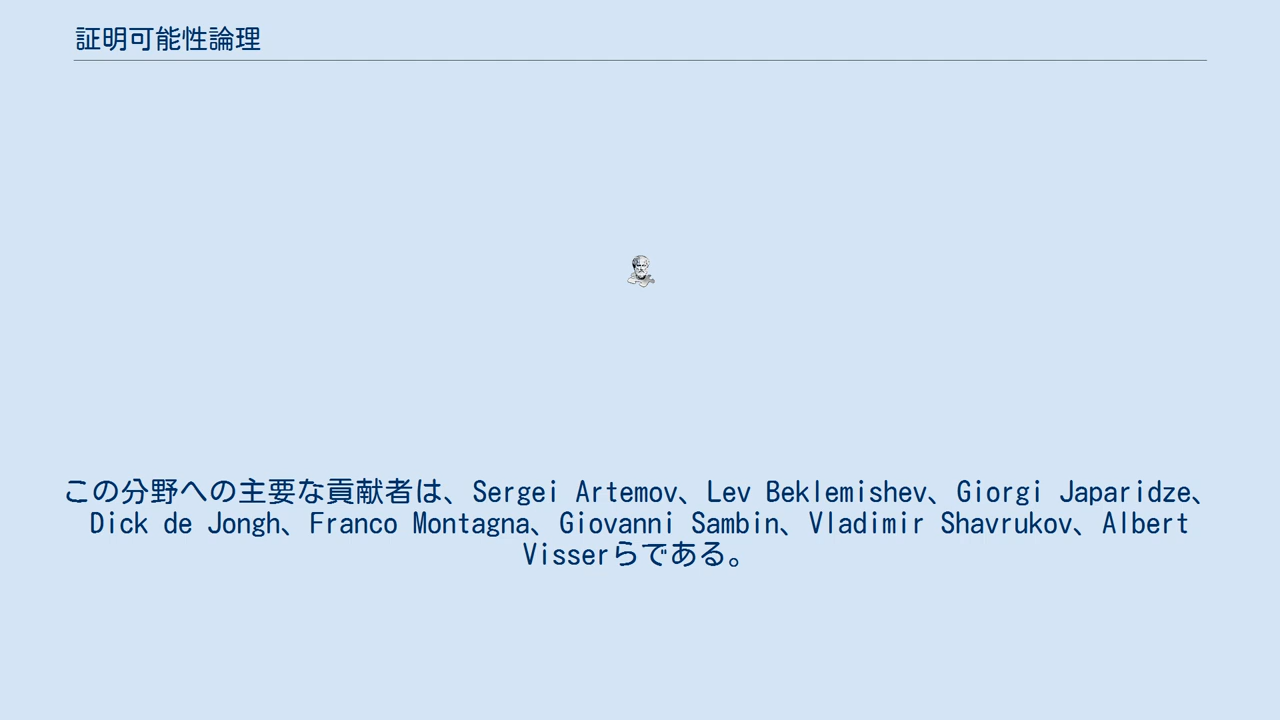 証明可能性論理
この分野への主要な貢献者は、Sergei Artemov、Lev Beklemishev、Giorgi Japaridze、
Dick de Jongh、Franco Montagna、Giovanni Sambin、Vladimir Shavrukov、Albert
Visserらである。